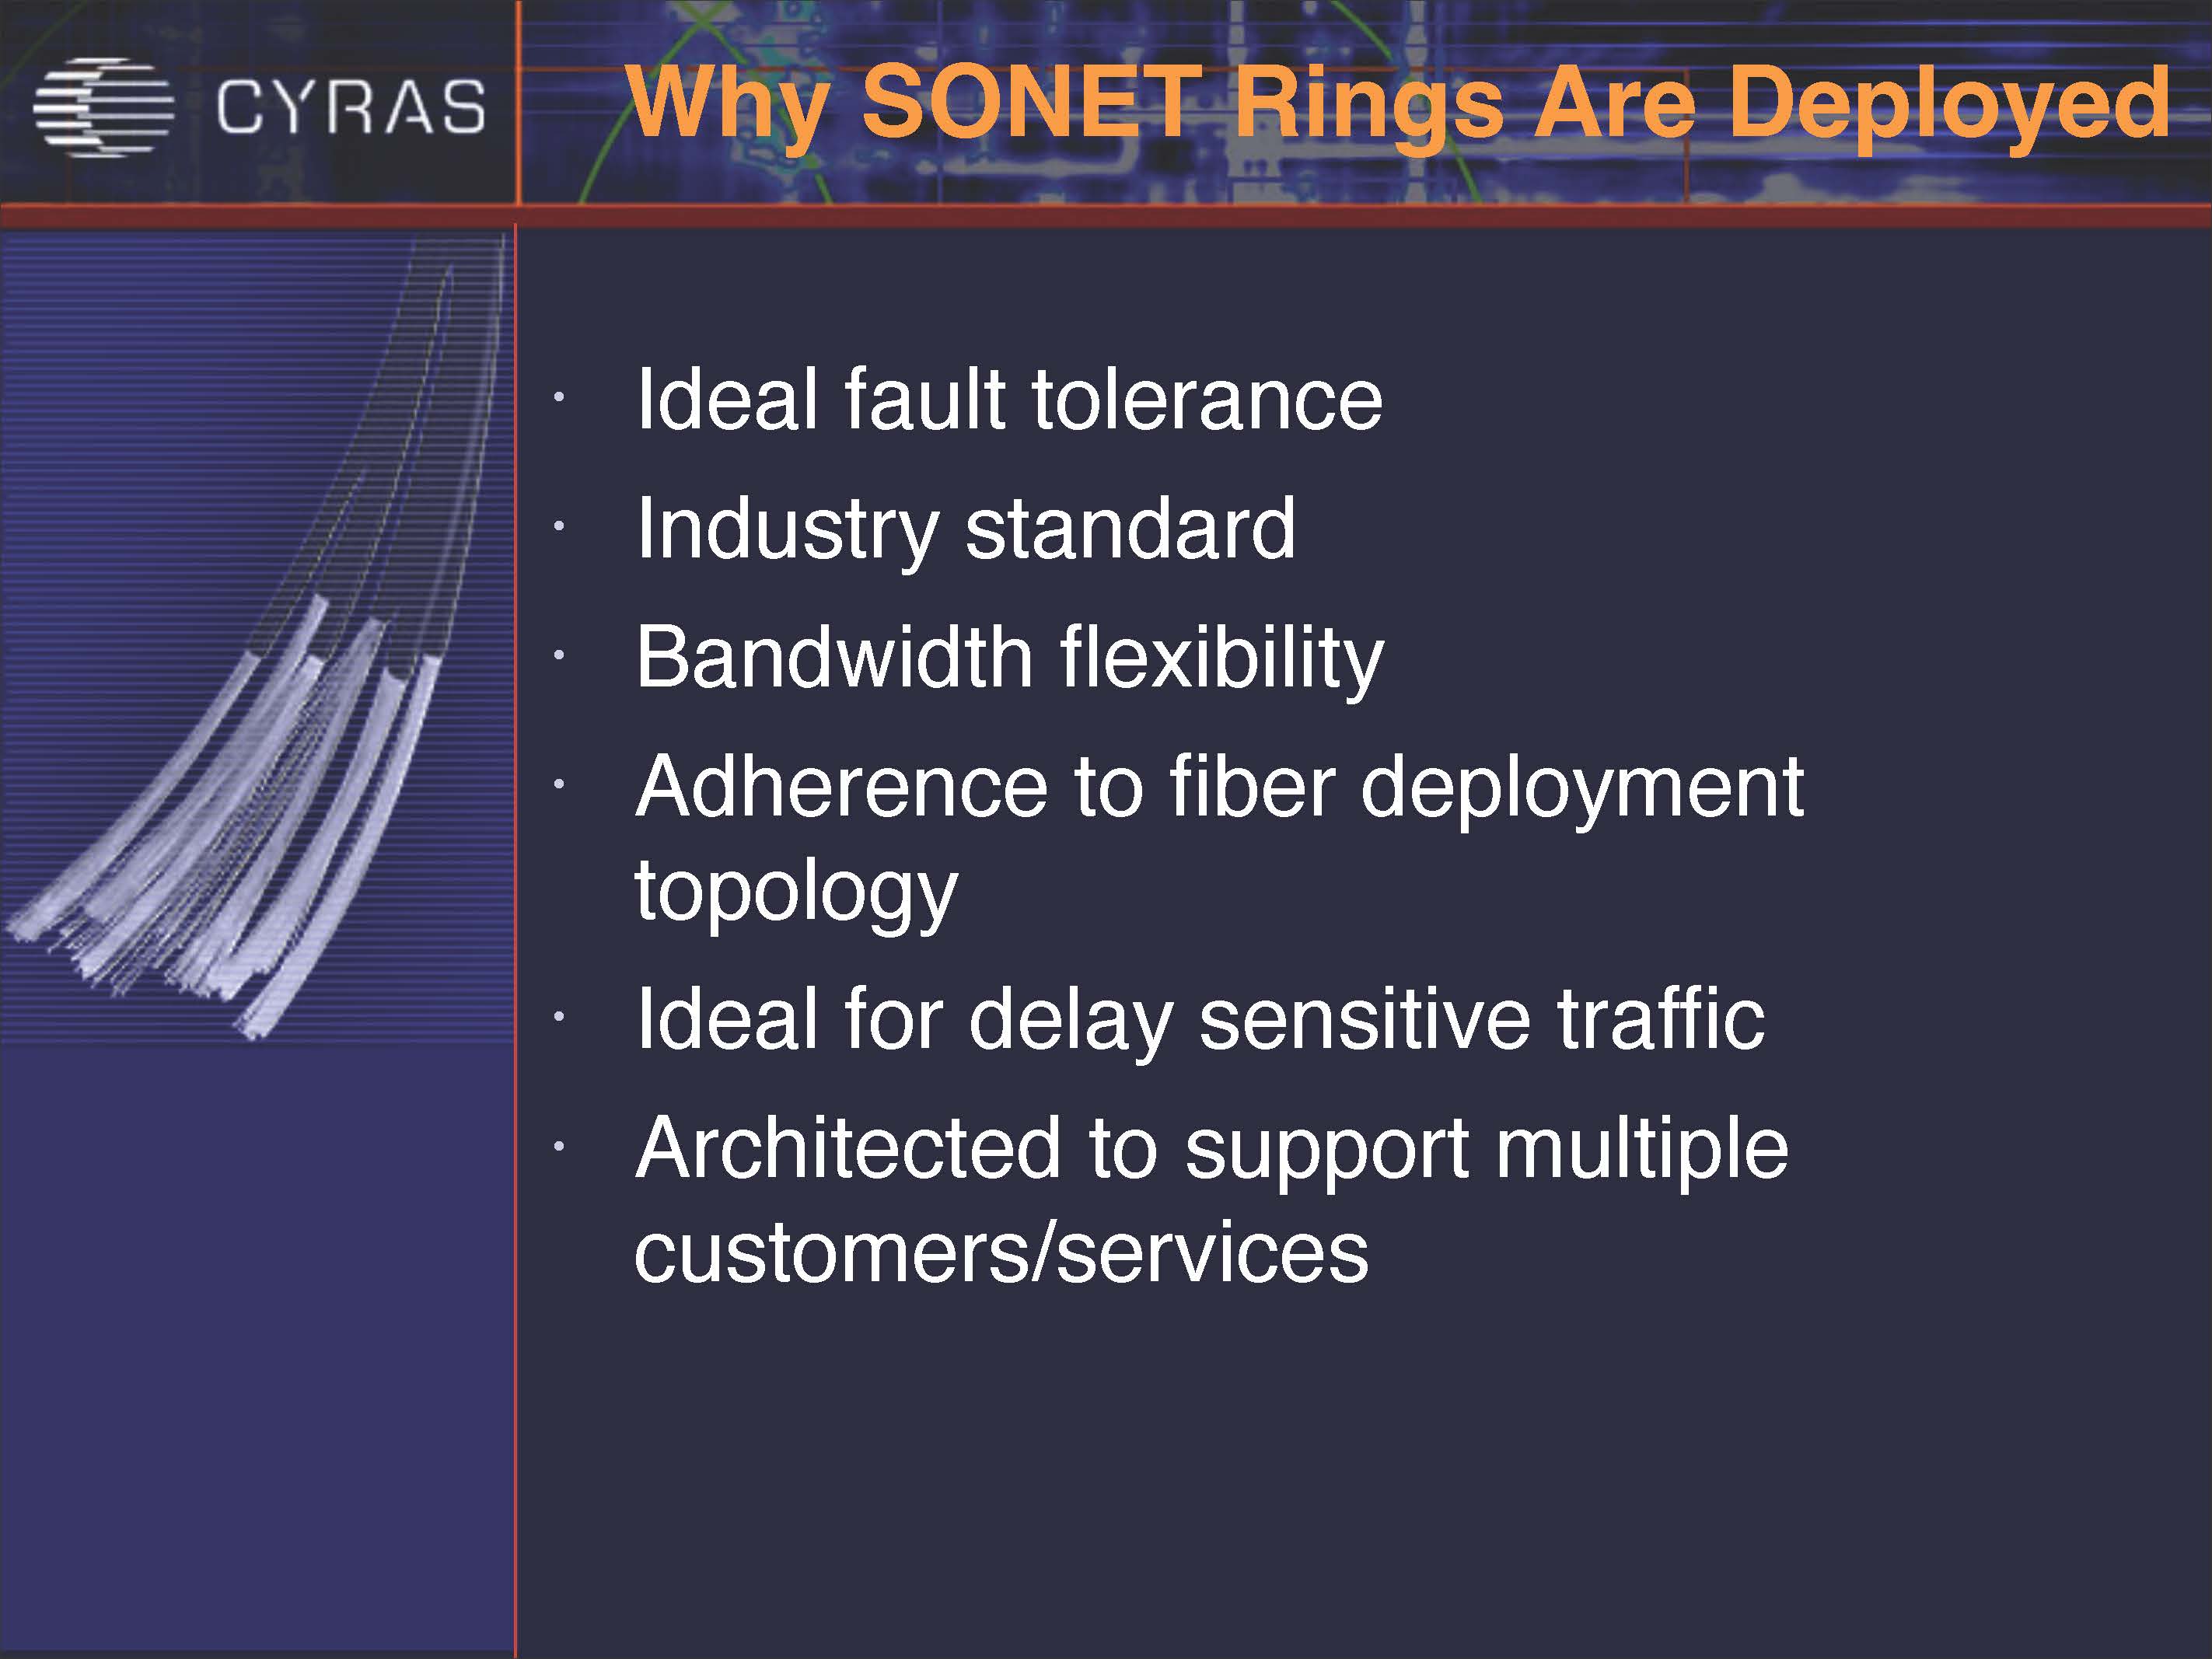 CYRAS
Why SONET Rings Are Deployed
• Ideal fault tolerance
• Industry standard
• Bandwidth flexibility
• Adherence to fiber deployment
topology
• Ideal for delay sensitive traffic
• Architected to support multiple
customers/services